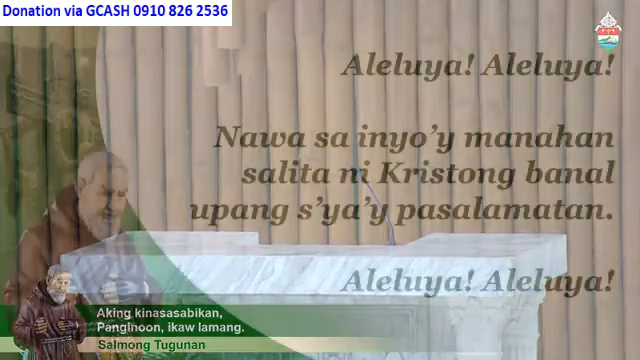 Donation via GCASH 0910 826 2536
Aleluya! Aleluya!
Nawa sa inyo'y manahan
salita ni Kristong banal
upang s'ya'y pasalamatan.
Aleluya! Aleluya!
Aking kinasasabikan,
Panginoon, ikaw lamang.
Salmong Tugunan